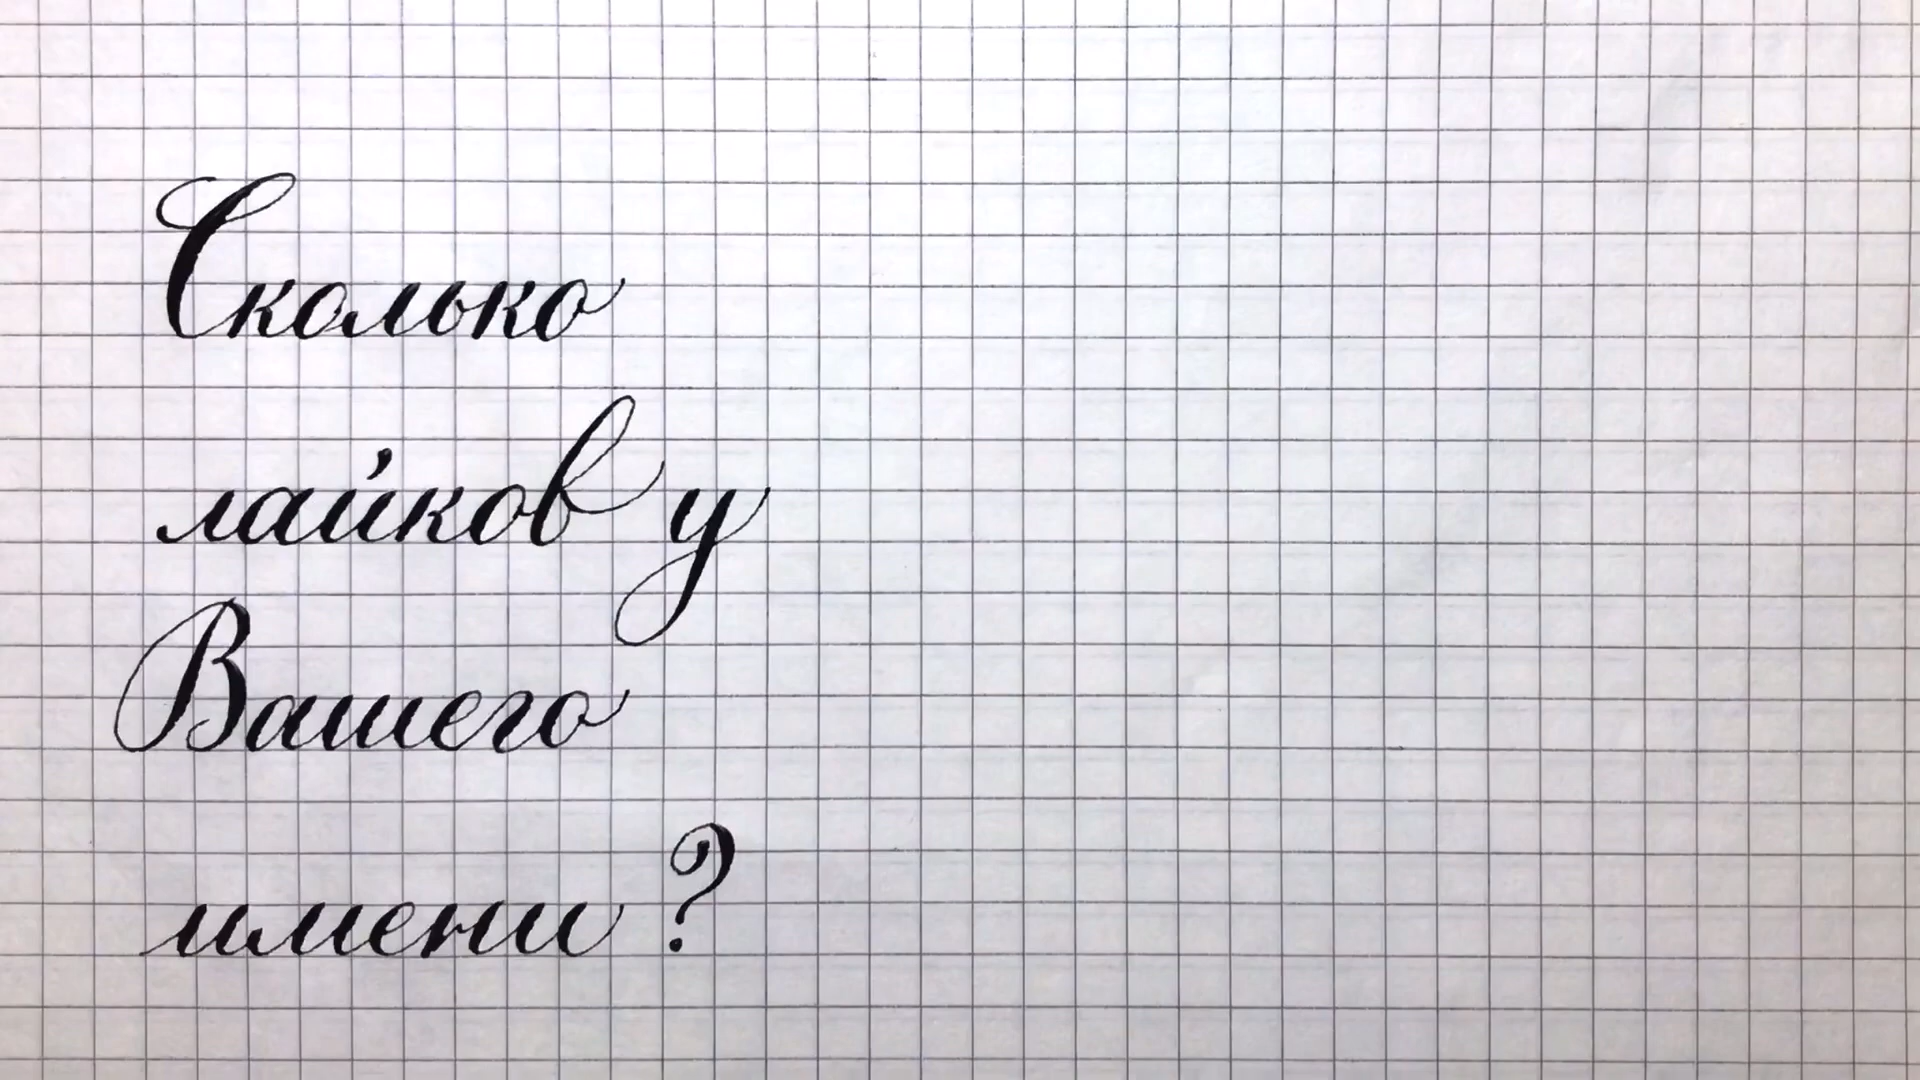 Сколько
лайков у
Вашего
имени ?